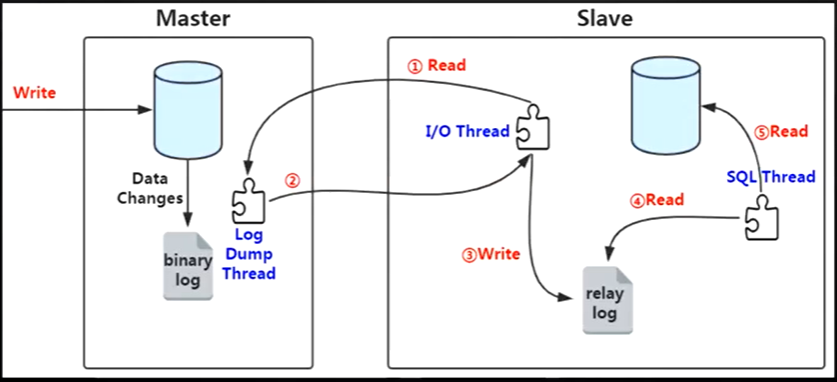 Master
Slave
Write
① Read
I/O Thread
⑤Read
Data
Changes
②
SQL Thread
④Read
Log
Dump
Thread
binary
log
③Write
relay
log